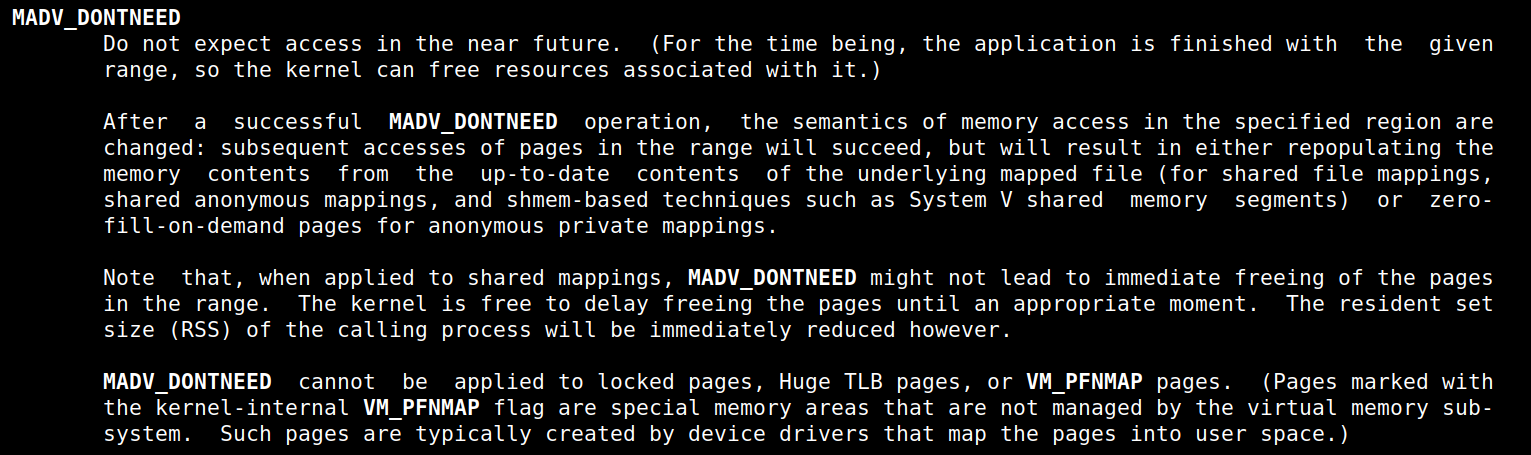 MADV_DONTNEED
Do not expect access in the near future.  (For the time being, the application is finished with  the  given
range, so the kernel can free resources associated with it.)
After  a  successful  MADV_DONTNEED  operation,  the semantics of memory access in the specified region are
changed: subsequent accesses of pages in the range will succeed, but will result in either repopulating the
memory  contents  from  the  up-to-date  contents  of the underlying mapped file (for shared file mappings,
shared anonymous mappings, and shmem-based techniques such as System V shared  memory  segments)  or  zero-
fill-on-demand pages for anonymous private mappings.
Note  that, when applied to shared mappings, MADV_DONTNEED might not lead to immediate freeing of the pages
in the range.  The kernel is free to delay freeing the pages until an appropriate moment.  The resident set
size (RSS) of the calling process will be immediately reduced however.
MADV_DONTNEED  cannot  be  applied to locked pages, Huge TLB pages, or VM_PFNMAP pages.  (Pages marked with
the kernel-internal VM_PFNMAP flag are special memory areas that are not managed by the virtual memory sub-
system.  Such pages are typically created by device drivers that map the pages into user space.)